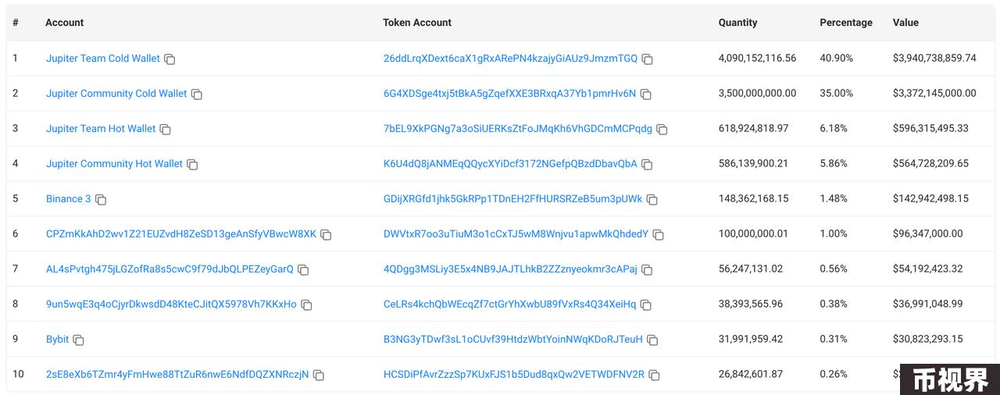 # Account Token Account Quantity Percentage Value
1 Jupiter Team Cold Wallet 26ddLrqXDext6caX1gRxARePN4kzajyGiAUz9JmzmTGQ 4,090,152,116.56 40.90% $3,940,738,859.74
2 Jupiter Community Cold Wallet 6G4XDSge4txj5tBkA5gZqefXXE3BRxqA37Yb1pmrHv6N 3,500,000,000.00 35.00% $3,372,145,000.00
3 Jupiter Team Hot Wallet 7bEL9XkPGNg7a3oSiUERKsZtFoJMqKh6VhGDCmMCPqdg 618,924,818.97 6.18% $596,315,495.33
4 Jupiter Community Hot Wallet K6U4dQ8jANMEqQQycXYiDcf3172NGefpQBzdDbavQbA 586,139,900.21 5.86% $564,728,209.65
5 Binance 3 GDijXRGfd1jhk5GkRPp1TDnEH2FfHURSRZeB5um3pUWk 148,362,168.15 1.48% $142,942,498.15
6 CPZmKkAhD2wv1Z21EUZvdH8ZeSD13geAnSfyVBwcW8XK DWVtxR7oo3uTiuM3o1cCxTJ5wM8Wnjvu1apwMkQhdedY 100,000,000.01 1.00% $96,347,000.00
7 AL4sPvtgh475jLGZofRa8s5cwC9f79dJbQLPEZeyGarQ 4QDgg3MSLiy3E5x4NB9JAJTLhkB2ZZznyeokmr3cAPaj 56,247,131.02 0.56% $54,192,423.32
8 9un5wqE3q4oCjyrDkwsdD48KteCJitQX5978Vh7KKxHo CeLRs4kchQbWEcqZf7ctGrYhXwbU89fVxRs4Q34XeiHq 38,393,565.96 0.38% $36,991,048.99
9 Bybit B3NG3yTDwf3sL1oCUvf39HtdzWbtYoinNWqKDoRJTeuH 31,991,959.42 0.31% $30,823,293.15
10 2sE8eXb6TZmr4yFmHwe88TtZuR6nwE6NdfDQZXNRczjN HCSDiPfAvrZzzSp7KUxFJS1b5Dud8qxQw2VETWDFNV2R 26,842,601.87 0.26%
币视界